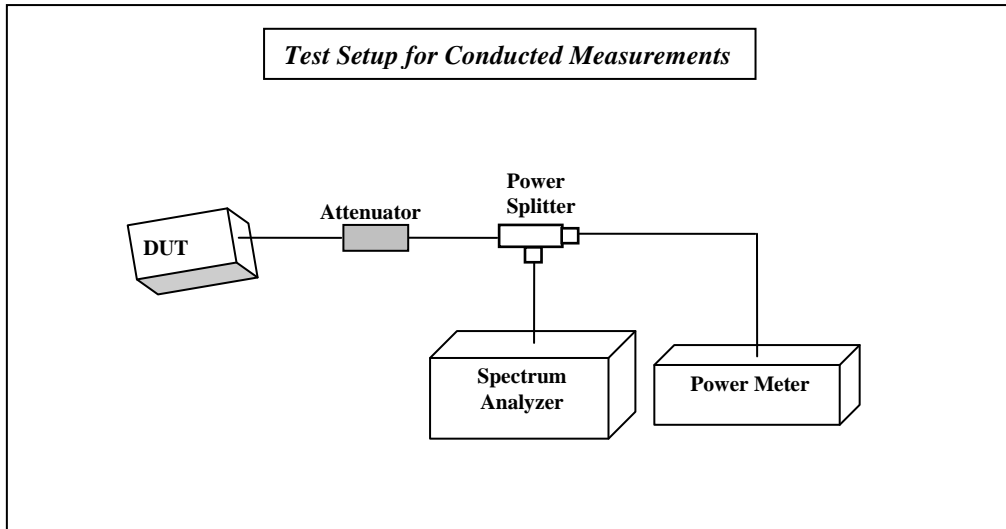 Test Setup for Conducted Measurements
Power
Splitter
Attenuator
DUT
Spectrum
Analyzer
Power Meter